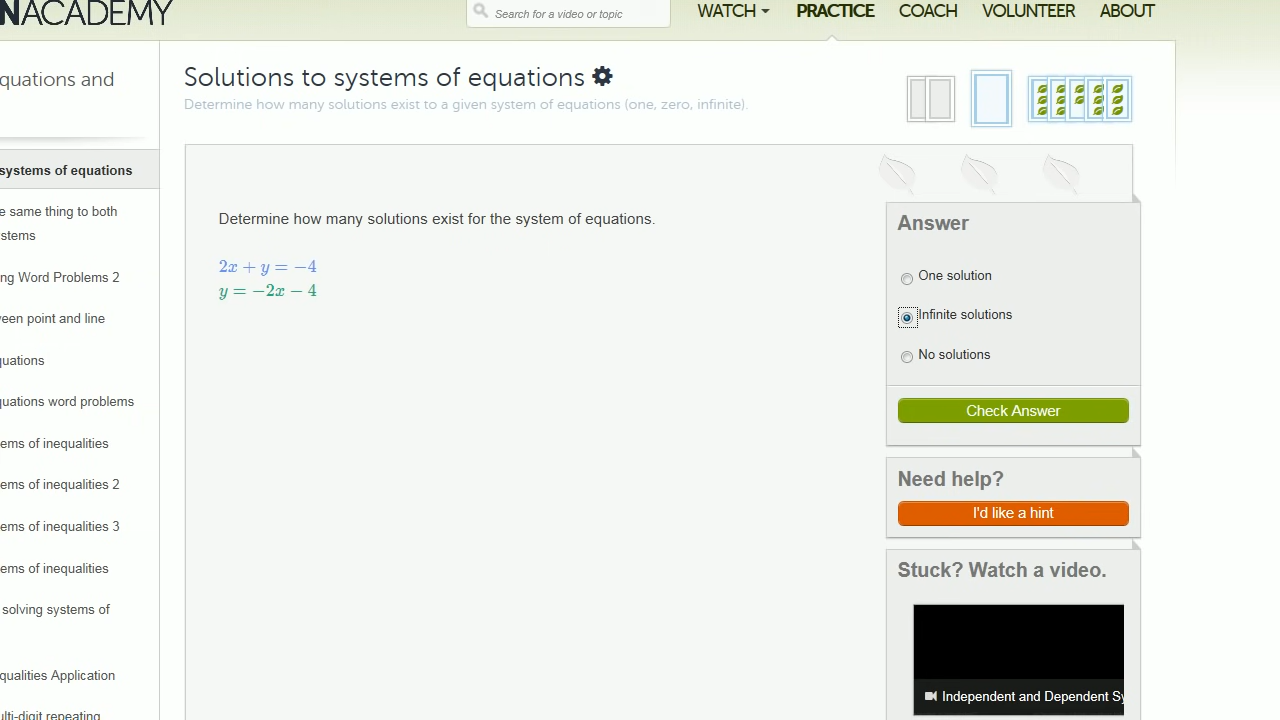 NACADEMY
Search for a video or topic
WATCH
PRACTICE
COACH
VOLUNTEER
ABOUT
quations and
systems of equations
e same thing to both
stems
ng Word Problems 2
een point and line
quations
quations word problems
ems of inequalities
ems of inequalities 2
ems of inequalities 3
ems of inequalities
solving systems of
qualities Application
ulti-digit repeating
Solutions to systems of equations
Determine how many solutions exist to a given system of equations (one, zero, infinite).
Determine how many solutions exist for the system of equations.
2x + y = −4
y = −2x − 4
Answer
One solution
Infinite solutions
No solutions
Check Answer
Need help?
I'd like a hint
Stuck? Watch a video.
Independent and Dependent Sy